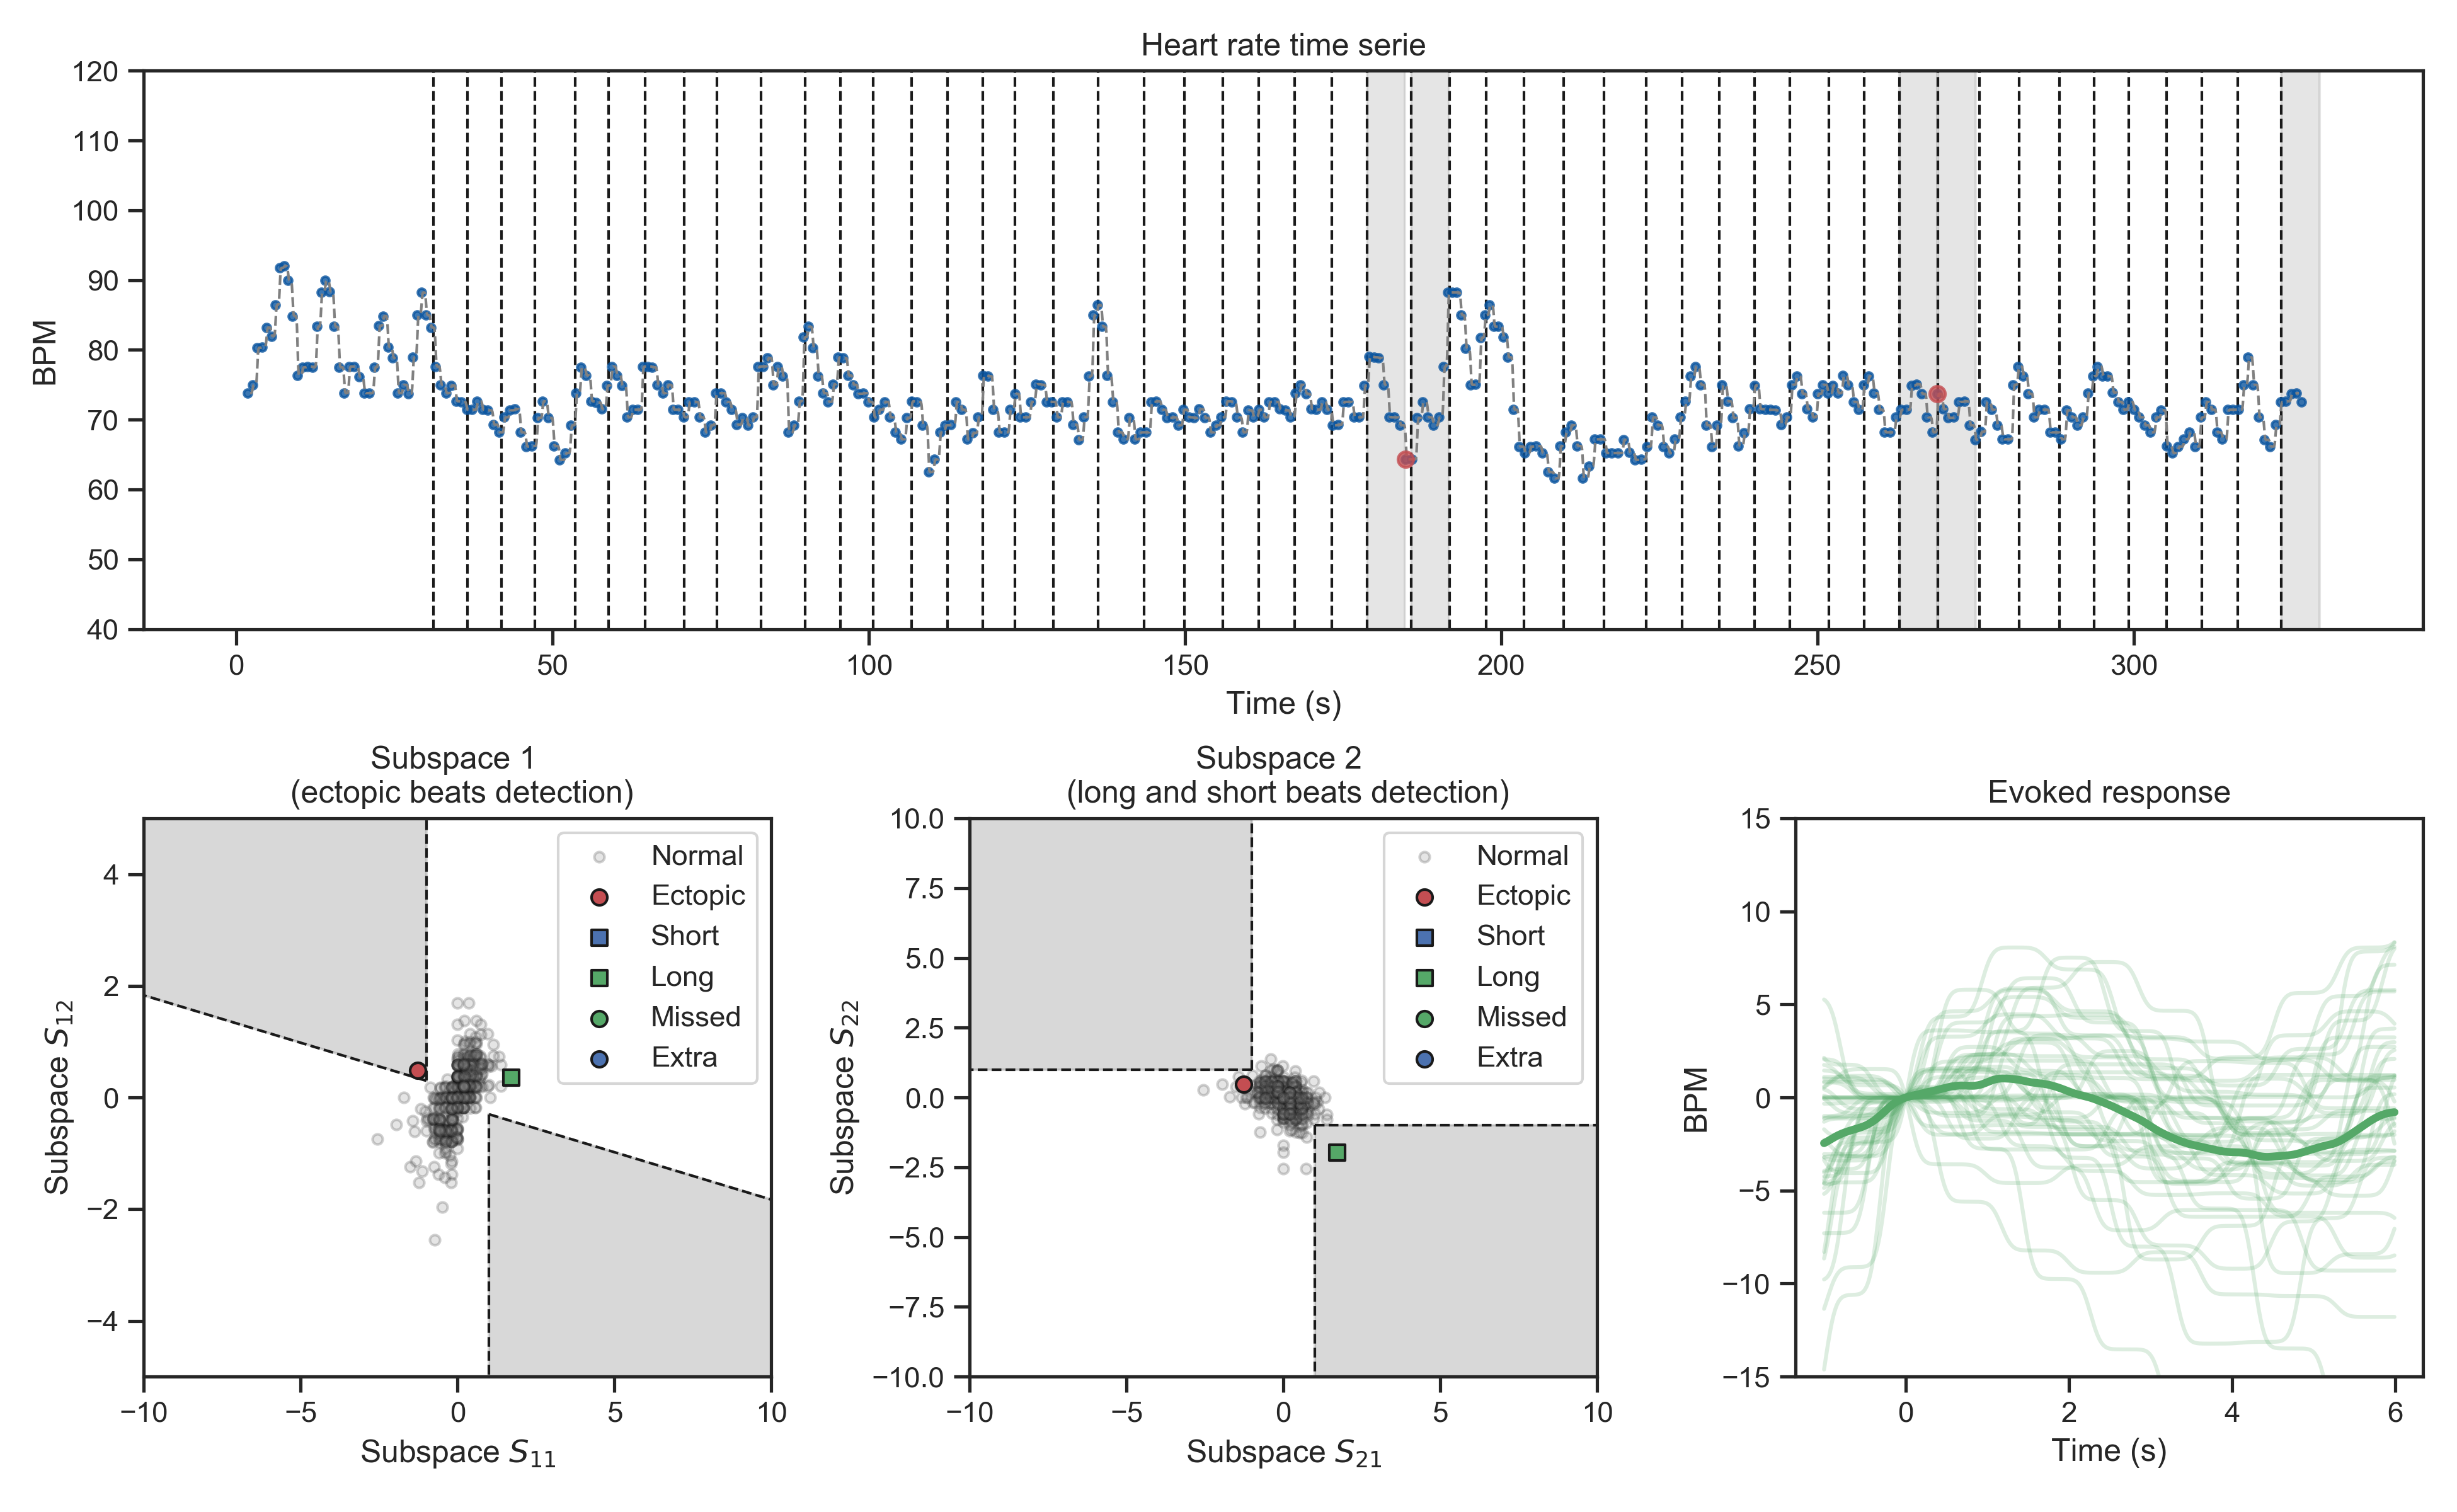 Heart rate time serie
120
110
100
90
80
70
60
50
40
BPM
0 50 100 150 200 250 300
Time (s)
Subspace 1
(ectopic beats detection)
4
2
0
−2
−4
Subspace S12
−10 −5 0 5 10
Subspace S11
Normal
Ectopic
Short
Long
Missed
Extra
Subspace 2
(long and short beats detection)
10.0
7.5
5.0
2.5
0.0
−2.5
−5.0
−7.5
−10.0
Subspace S22
−10 −5 0 5 10
Subspace S21
Normal
Ectopic
Short
Long
Missed
Extra
Evoked response
15
10
5
0
−5
−10
−15
BPM
0 2 4 6
Time (s)